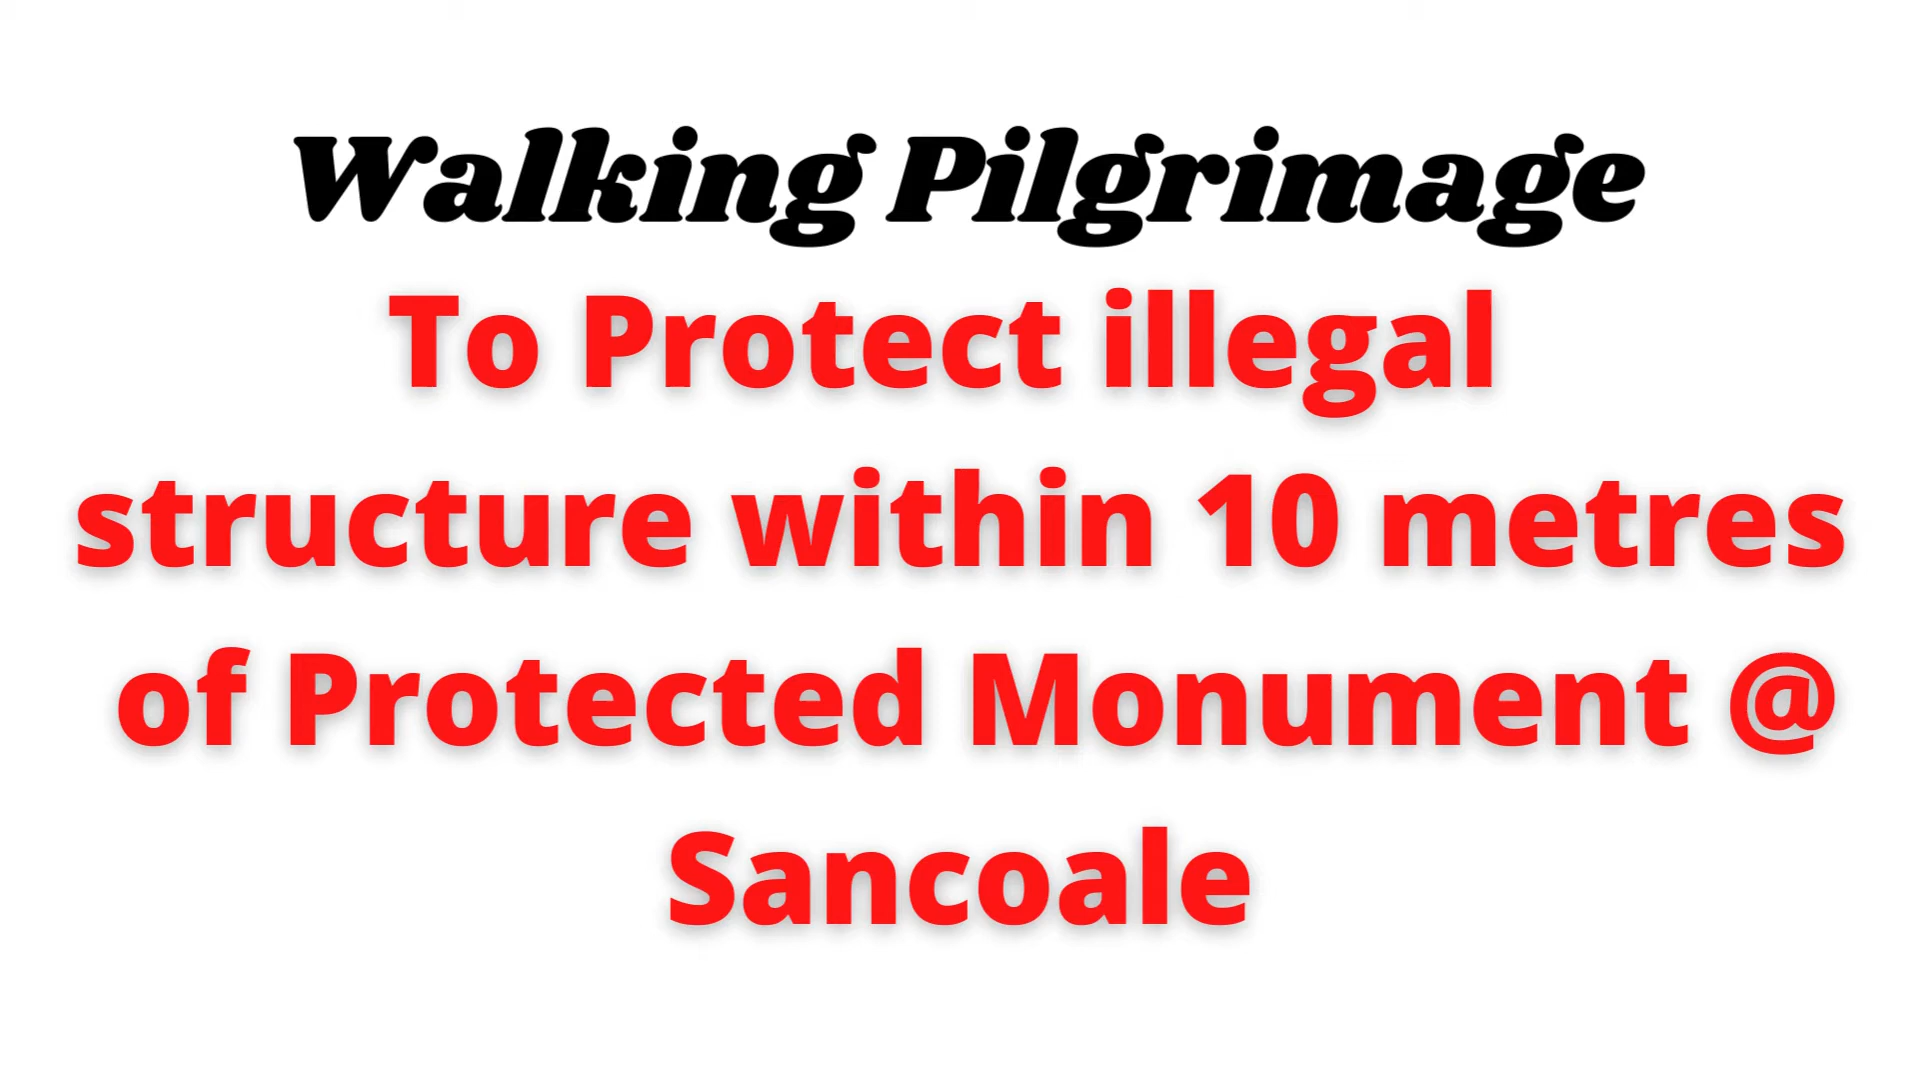 Walking Pilgrimage
To Protect illegal
structure within 10 metres
of Protected Monument @
Sancoale